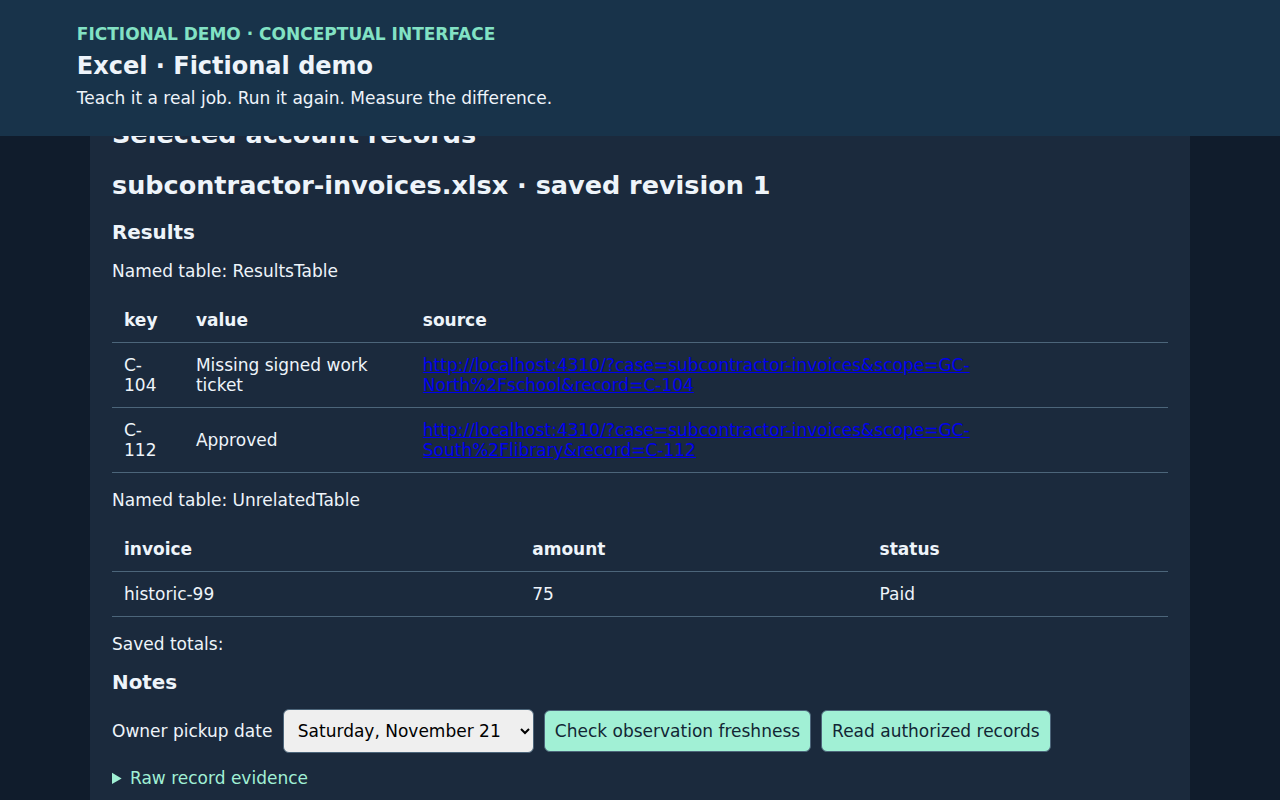 FICTIONAL DEMO · CONCEPTUAL INTERFACE
Excel · Fictional demo
Teach it a real job. Run it again. Measure the difference.
Selected account records
subcontractor-invoices.xlsx · saved revision 1
Results
Named table: ResultsTable
key value source
C-
104
Missing signed work
ticket
http://localhost:4310/?case=subcontractor-invoices&scope=GC-
North%2Fschool&record=C-104
C-
112
Approved
http://localhost:4310/?case=subcontractor-invoices&scope=GC-
South%2Flibrary&record=C-112
Named table: UnrelatedTable
invoice amount status
historic-99 75 Paid
Saved totals:
Notes
Owner pickup date Saturday, November 21 Check observation freshness Read authorized records
Raw record evidence